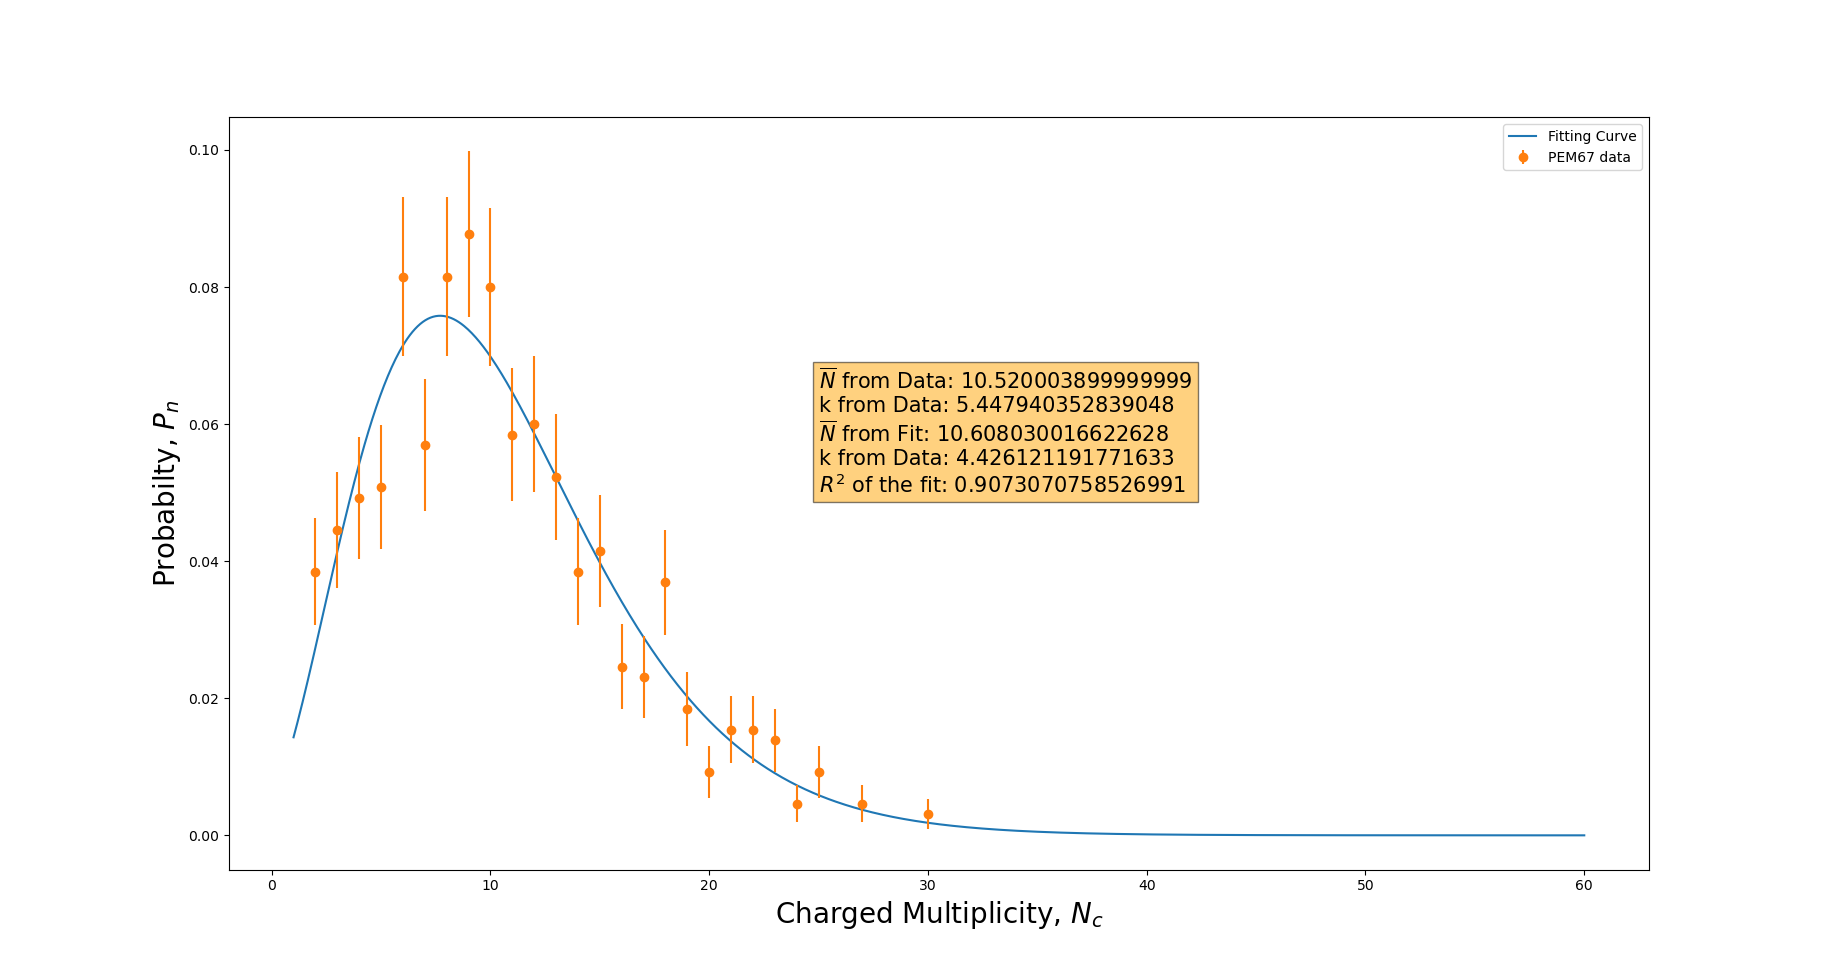 Fitting Curve
PEM67 data
0.10
0.08
0.06
0.04
0.02
0.00
Probabilty, Pₙ
N̅ from Data: 10.520003899999999
k from Data: 5.447940352839048
N̅ from Fit: 10.608030016622628
k from Data: 4.426121191771633
R² of the fit: 0.9073070758526991
0 10 20 30 40 50 60
Charged Multiplicity, N_c